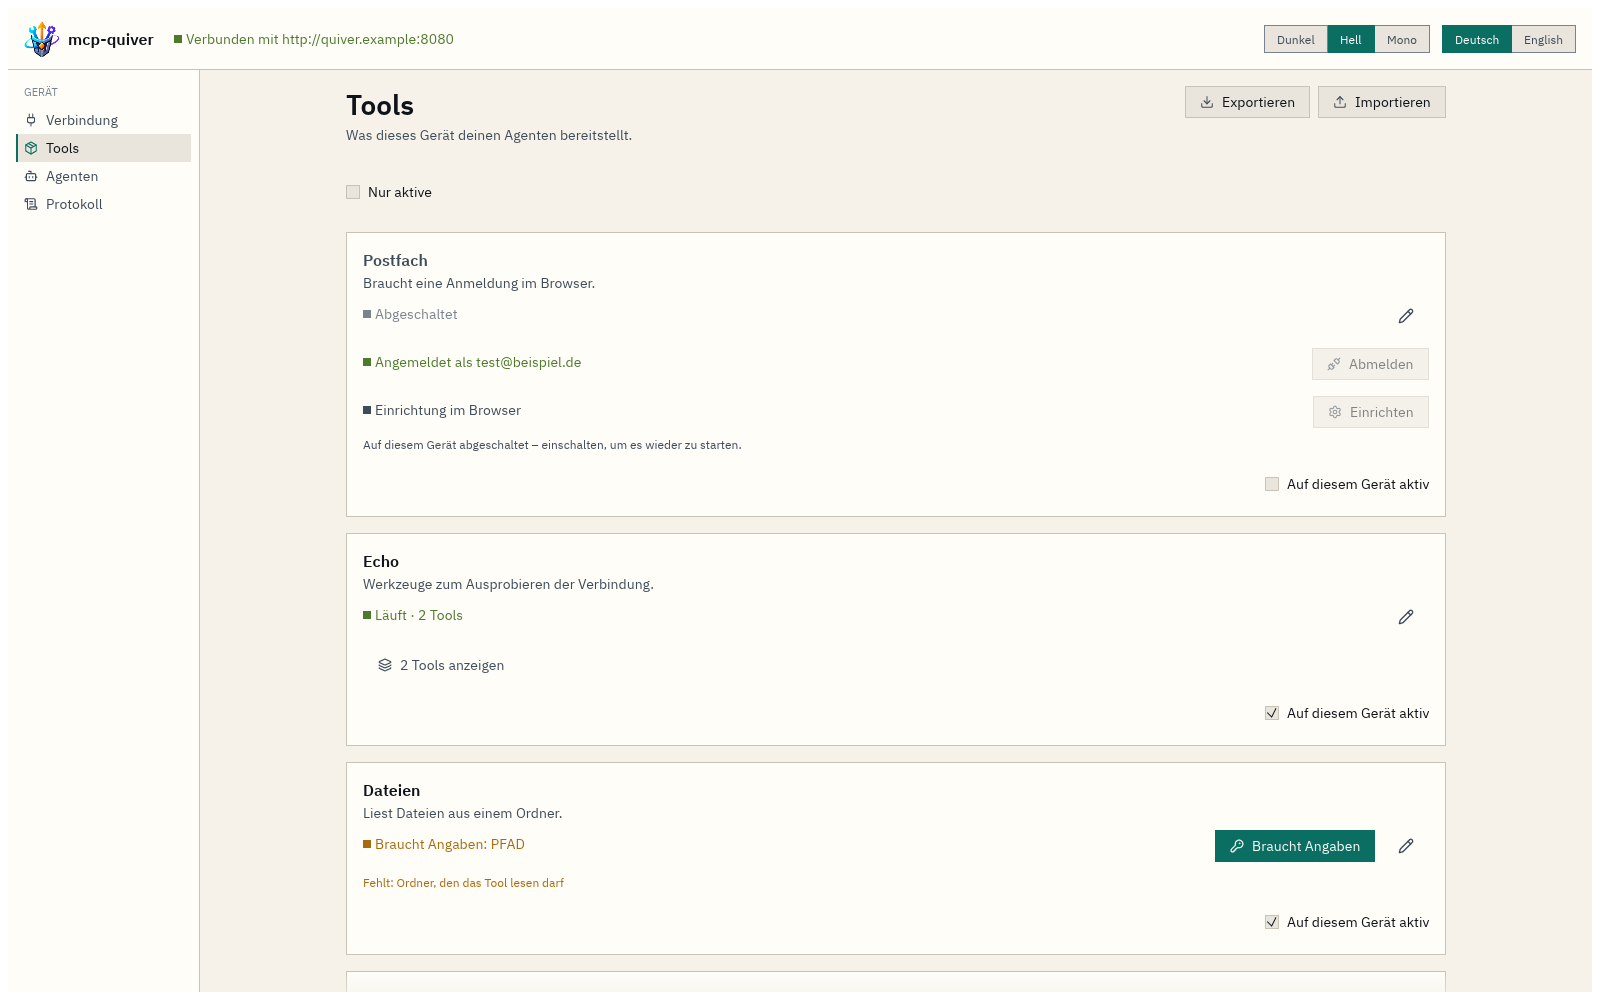 mcp-quiver
Verbunden mit http://quiver.example:8080
Dunkel
Hell
Mono
Deutsch
English
GERÄT
Verbindung
Tools
Agenten
Protokoll
Tools
Was dieses Gerät deinen Agenten bereitstellt.
Exportieren
Importieren
Nur aktive
Postfach
Braucht eine Anmeldung im Browser.
Abgeschaltet
Angemeldet als test@beispiel.de
Abmelden
Einrichtung im Browser
Einrichten
Auf diesem Gerät abgeschaltet – einschalten, um es wieder zu starten.
Auf diesem Gerät aktiv
Echo
Werkzeuge zum Ausprobieren der Verbindung.
Läuft · 2 Tools
2 Tools anzeigen
Auf diesem Gerät aktiv
Dateien
Liest Dateien aus einem Ordner.
Braucht Angaben: PFAD
Braucht Angaben
Fehlt: Ordner, den das Tool lesen darf
Auf diesem Gerät aktiv